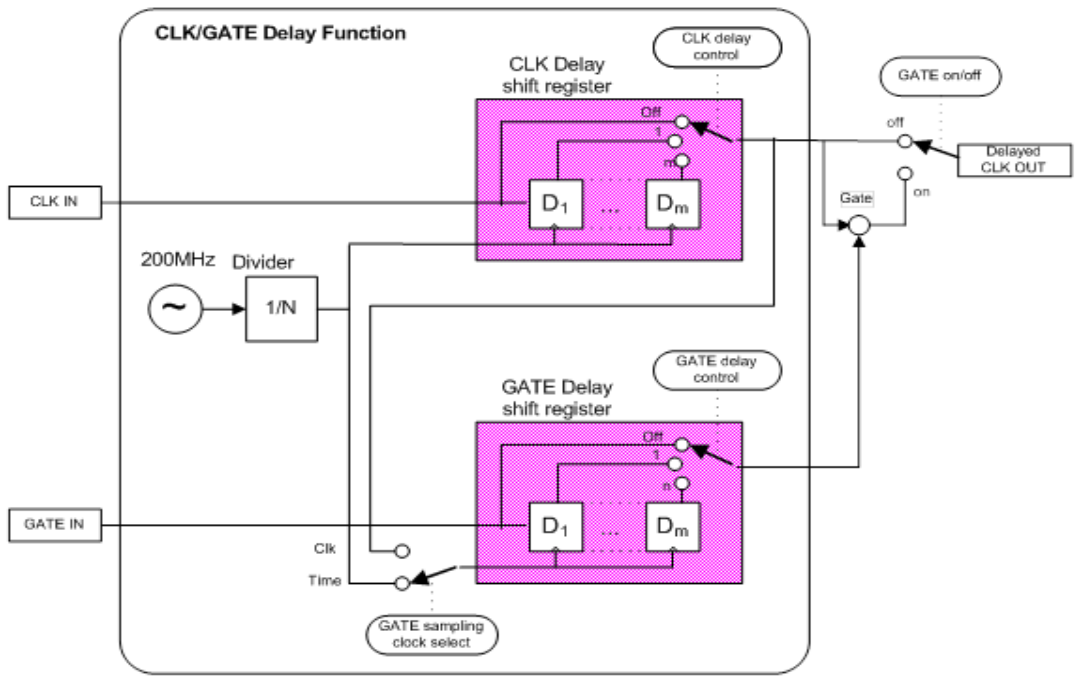 CLK/GATE Delay Function
CLK delay
control
CLK Delay
shift register
GATE on/off
Off
1
m
off
Delayed
CLK OUT
on
Gate
CLK IN
D1
...
Dm
200MHz
Divider
~
1/N
GATE delay
control
GATE Delay
shift register
Off
1
n
GATE IN
D1
...
Dm
Clk
Time
GATE sampling
clock select